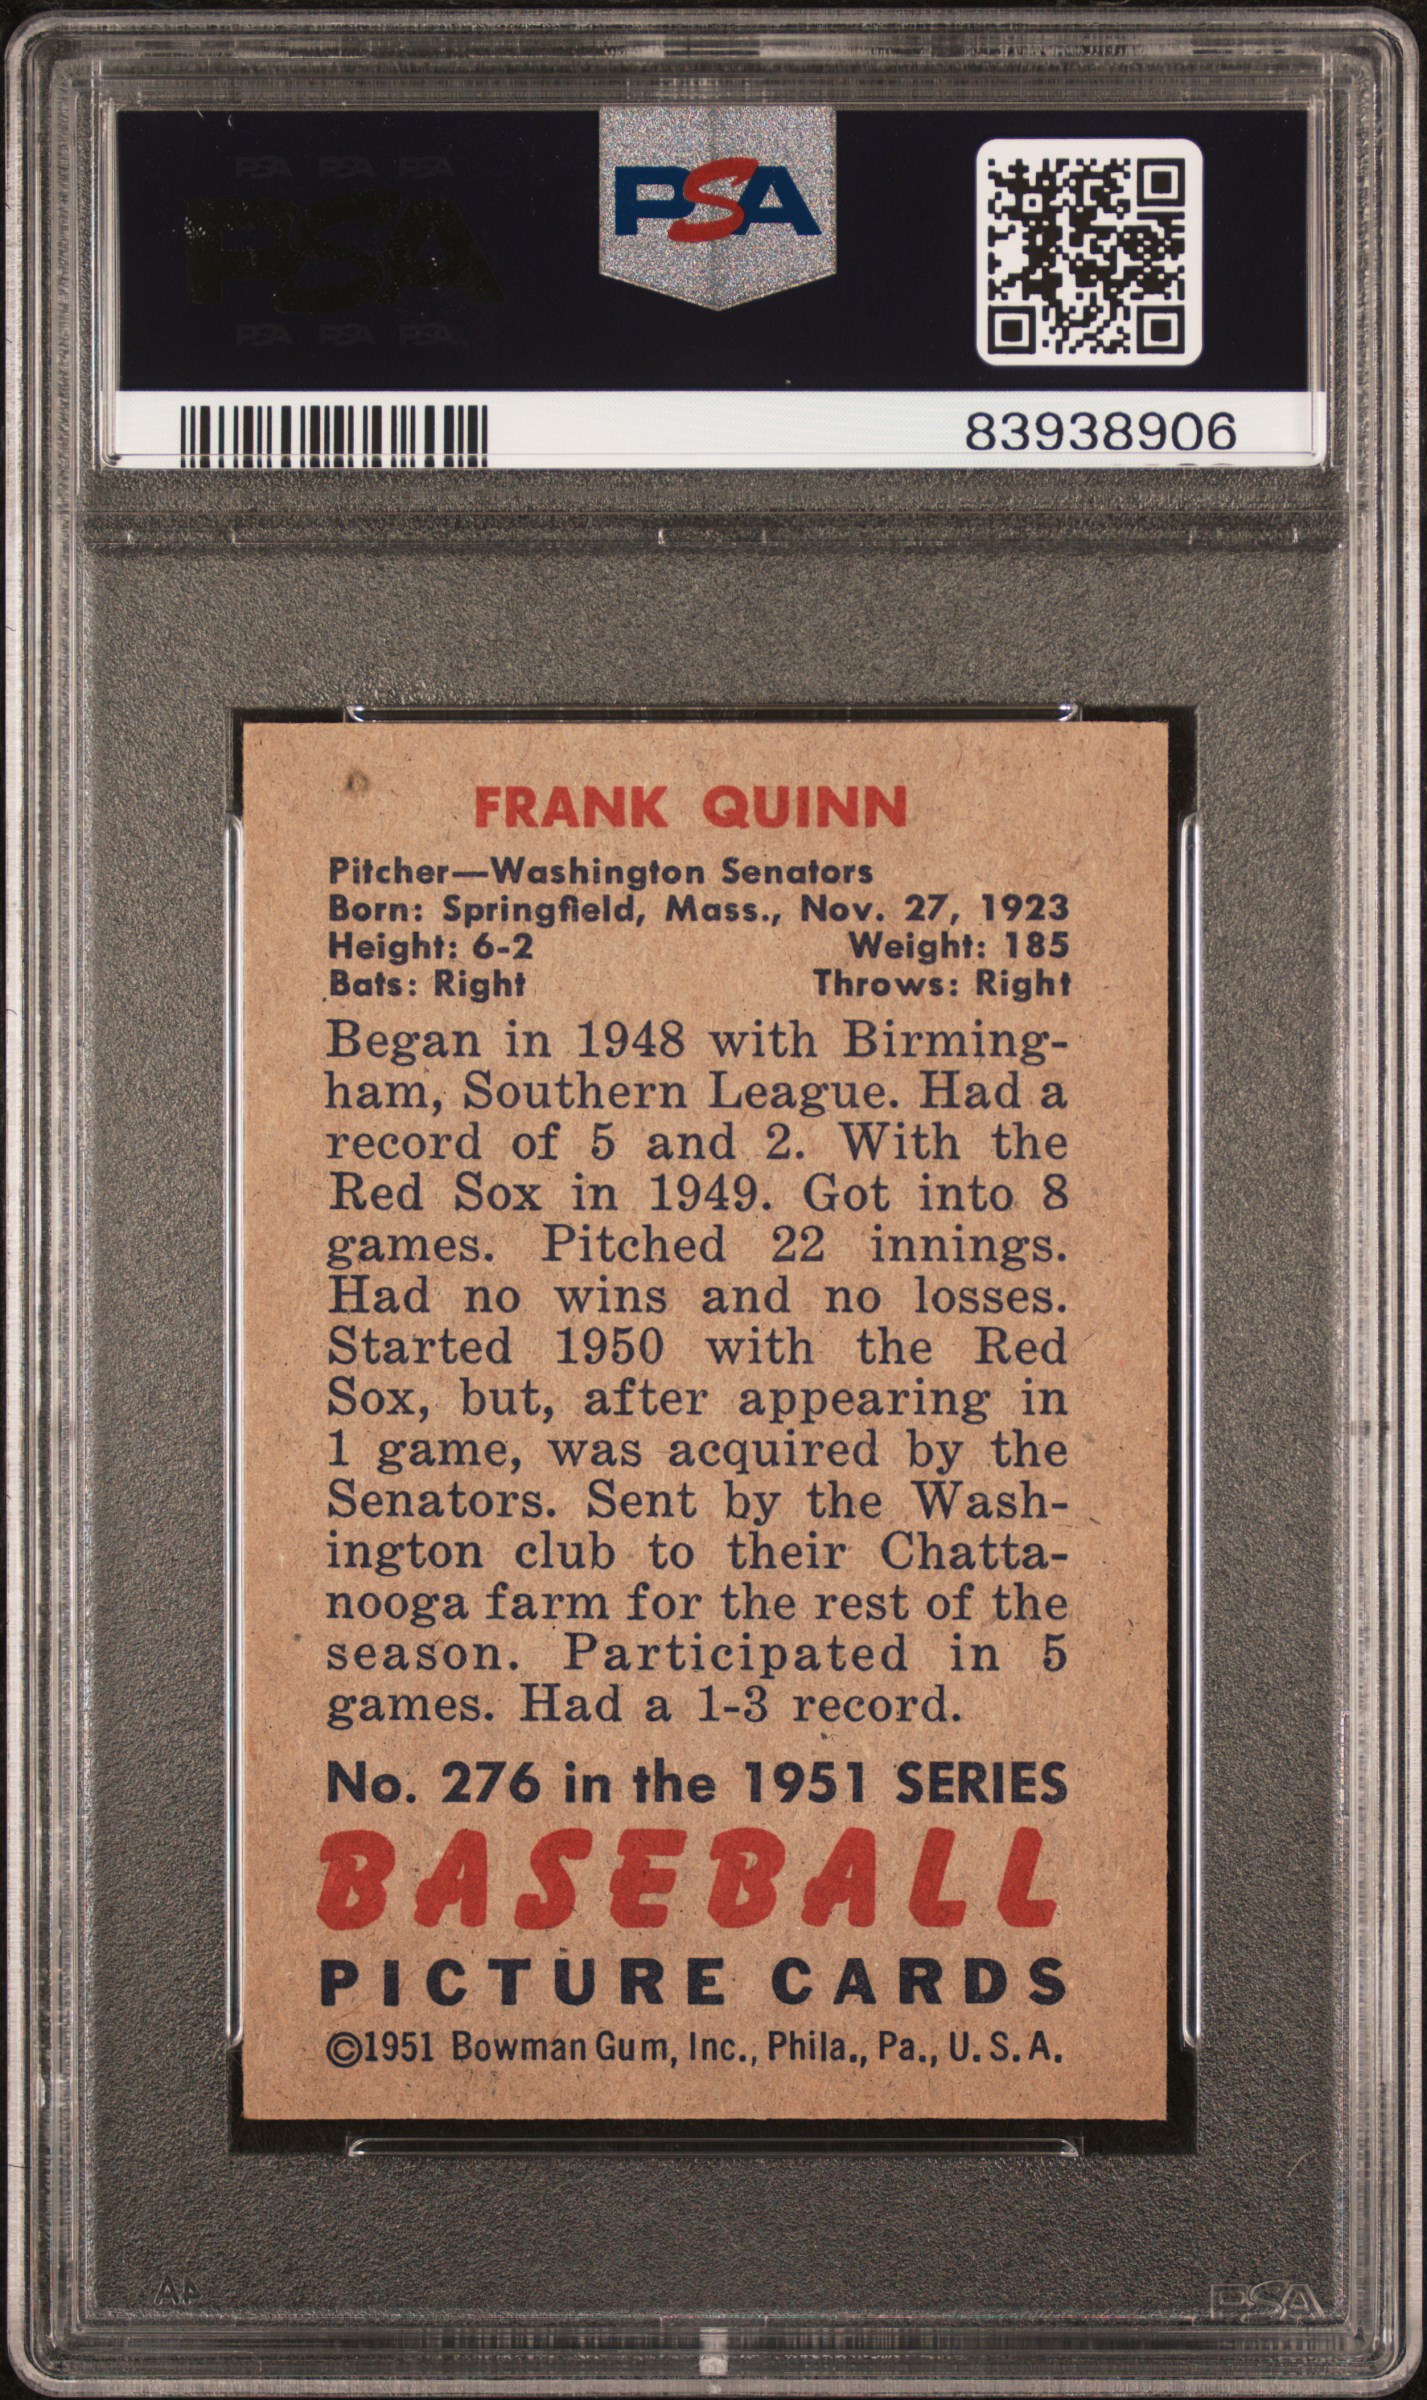 PSA PSA PSA
PSA
PSA PSA PSA
PSA
83938906
FRANK QUINN
Pitcher—Washington Senators
Born: Springfield, Mass., Nov. 27, 1923
Height: 6-2 Weight: 185
Bats: Right Throws: Right
Began in 1948 with Birming-
ham, Southern League. Had a
record of 5 and 2. With the
Red Sox in 1949. Got into 8
games. Pitched 22 innings.
Had no wins and no losses.
Started 1950 with the Red
Sox, but, after appearing in
1 game, was acquired by the
Senators. Sent by the Wash-
ington club to their Chatta-
nooga farm for the rest of the
season. Participated in 5
games. Had a 1-3 record.
No. 276 in the 1951 SERIES
BASEBALL
PICTURE CARDS
©1951 Bowman Gum, Inc., Phila., Pa., U. S. A.
PSA